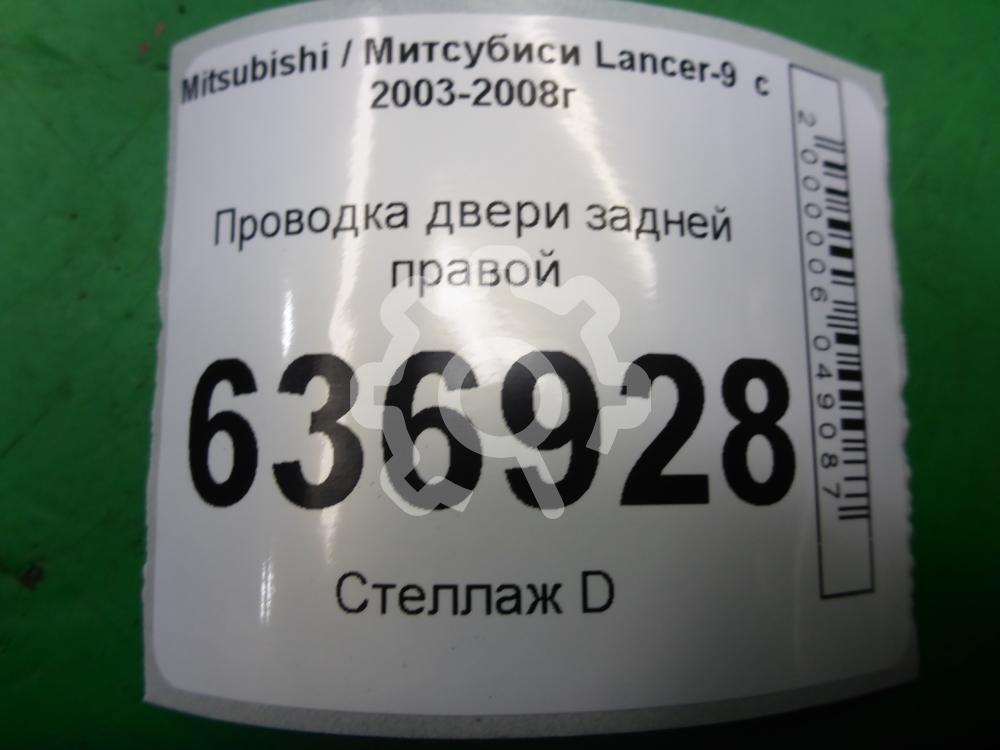 Mitsubishi / Митсубиси Lancer-9 с
2003-2008г
Проводка двери задней
правой
636928
Стеллаж D
2000006049087